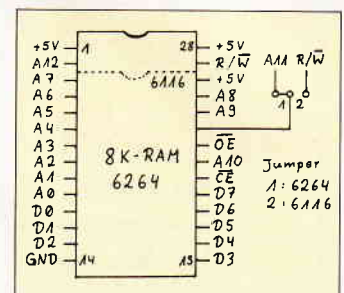 +5V 1 28 +5V
A12 R/W̅ A11 R/W̅
A7 6116 +5V
A6 A8
A5 A9 1 2
A4
A3 O̅E̅
A2 8K-RAM A10 Jumper
A1 6264 C̅E̅ 1: 6264
A0 D7 2: 6116
D0 D6
D1 D5
D2 D4
GND 14 15 D3